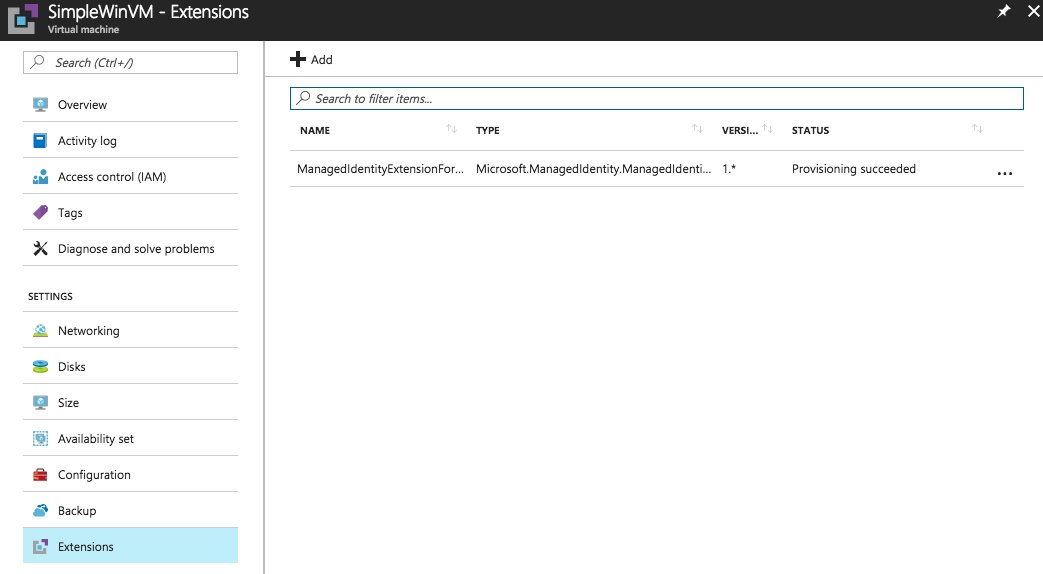 SimpleWinVM - Extensions
Virtual machine
Search (Ctrl+/)
Overview
Activity log
Access control (IAM)
Tags
Diagnose and solve problems
SETTINGS
Networking
Disks
Size
Availability set
Configuration
Backup
Extensions
Add
Search to filter items...
NAME TYPE VERSI... STATUS
ManagedIdentityExtensionFor... Microsoft.ManagedIdentity.ManagedIdenti... 1.* Provisioning succeeded ...